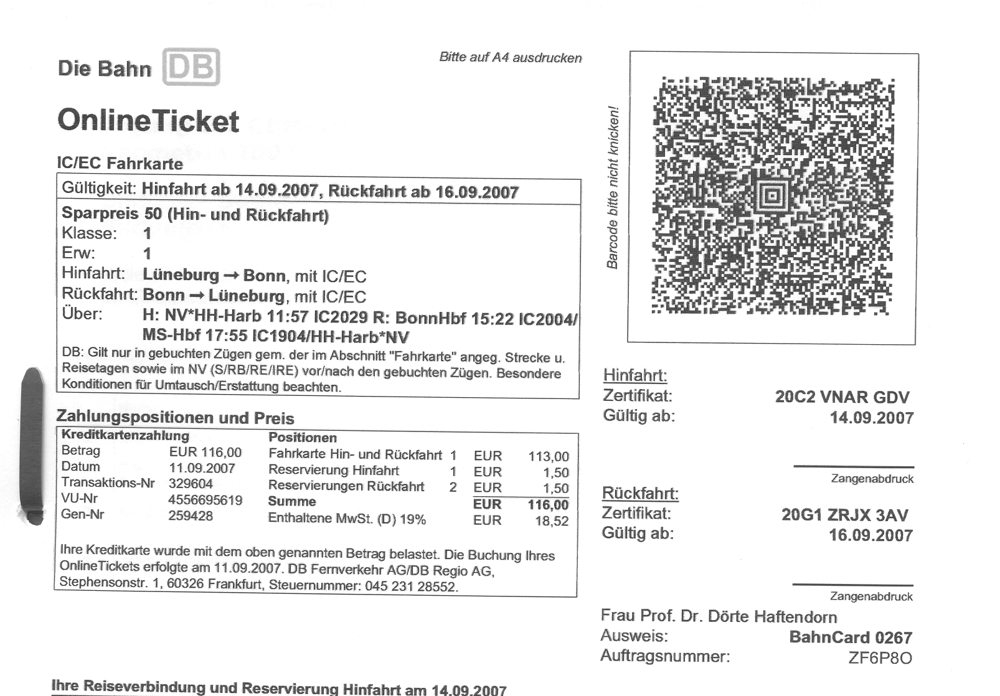 Die Bahn DB
Bitte auf A4 ausdrucken
OnlineTicket
IC/EC Fahrkarte
Gültigkeit: Hinfahrt ab 14.09.2007, Rückfahrt ab 16.09.2007
Sparpreis 50 (Hin- und Rückfahrt)
Klasse: 1
Erw: 1
Hinfahrt: Lüneburg → Bonn, mit IC/EC
Rückfahrt: Bonn → Lüneburg, mit IC/EC
Über: H: NV*HH-Harb 11:57 IC2029 R: BonnHbf 15:22 IC2004/
MS-Hbf 17:55 IC1904/HH-Harb*NV
DB: Gilt nur in gebuchten Zügen gem. der im Abschnitt "Fahrkarte" angeg. Strecke u.
Reisetagen sowie im NV (S/RB/RE/IRE) vor/nach den gebuchten Zügen. Besondere
Konditionen für Umtausch/Erstattung beachten.
Zahlungspositionen und Preis
Kreditkartenzahlung Positionen
Betrag EUR 116,00 Fahrkarte Hin- und Rückfahrt 1 EUR 113,00
Datum 11.09.2007 Reservierung Hinfahrt 1 EUR 1,50
Transaktions-Nr 329604 Reservierungen Rückfahrt 2 EUR 1,50
VU-Nr 4556695619 Summe EUR 116,00
Gen-Nr 259428 Enthaltene MwSt. (D) 19% EUR 18,52
Ihre Kreditkarte wurde mit dem oben genannten Betrag belastet. Die Buchung Ihres
OnlineTickets erfolgte am 11.09.2007. DB Fernverkehr AG/DB Regio AG,
Stephensonstr. 1, 60326 Frankfurt, Steuernummer: 045 231 28552.
Barcode bitte nicht knicken!
Hinfahrt:
Zertifikat: 20C2 VNAR GDV
Gültig ab: 14.09.2007
Zangenabdruck
Rückfahrt:
Zertifikat: 20G1 ZRJX 3AV
Gültig ab: 16.09.2007
Zangenabdruck
Frau Prof. Dr. Dörte Haftendorn
Ausweis: BahnCard 0267
Auftragsnummer: ZF6P8O
Ihre Reiseverbindung und Reservierung Hinfahrt am 14.09.2007